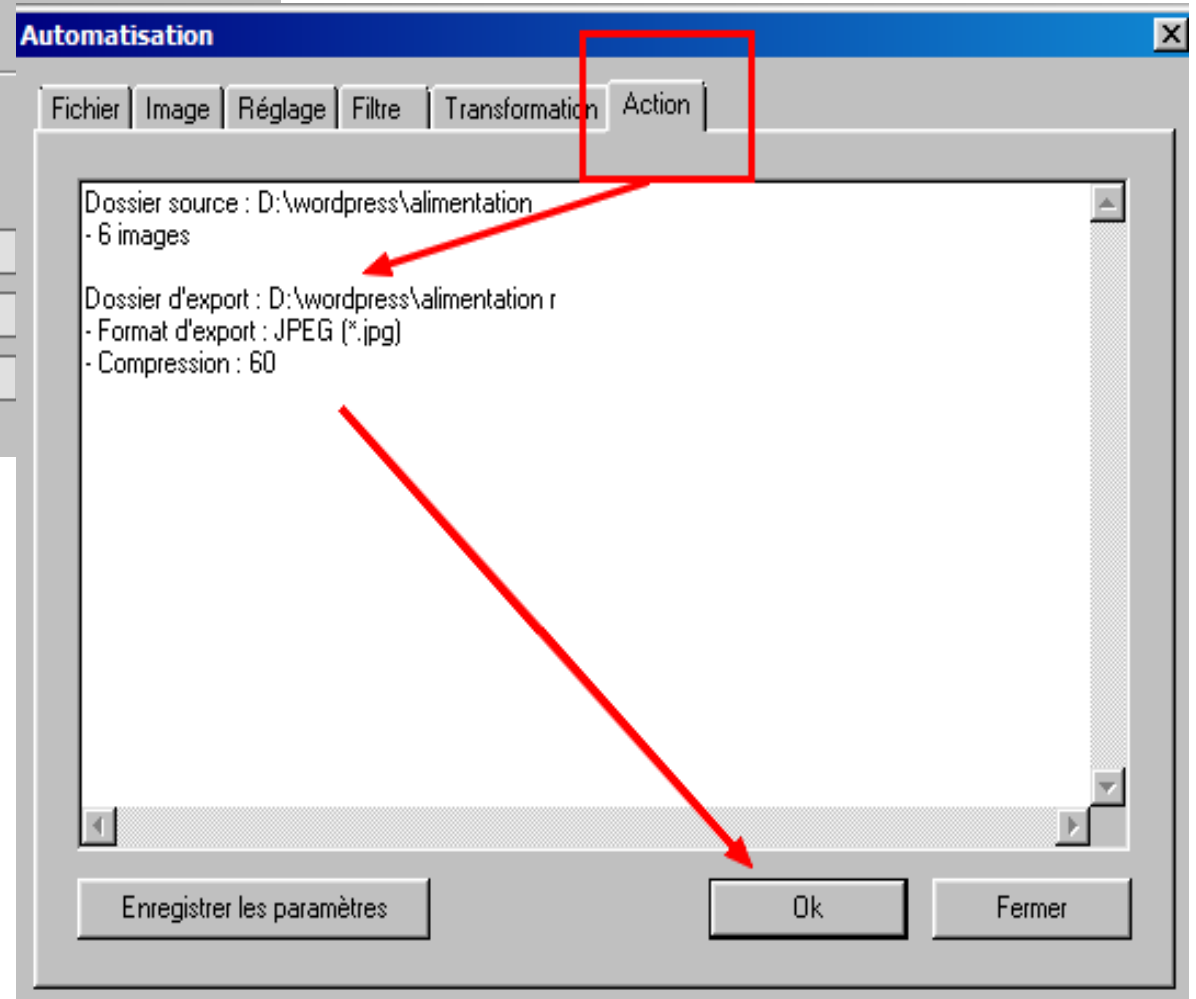 Automatisation
Fichier Image Réglage Filtre Transformation Action
Dossier source : D:\wordpress\alimentation
- 6 images
Dossier d'export : D:\wordpress\alimentation r
- Format d'export : JPEG (*.jpg)
- Compression : 60
Enregistrer les paramètres Ok Fermer